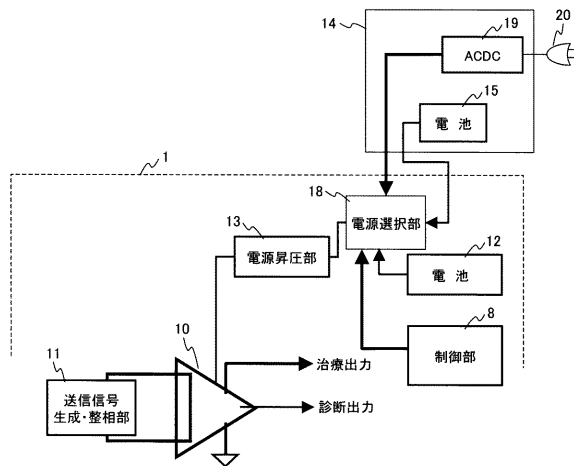 14
19
20
ACDC
15
電 池
1
18
電源選択部
13
電源昇圧部
12
電 池
8
制御部
10
11
送信信号
生成・整相部
治療出力
診断出力